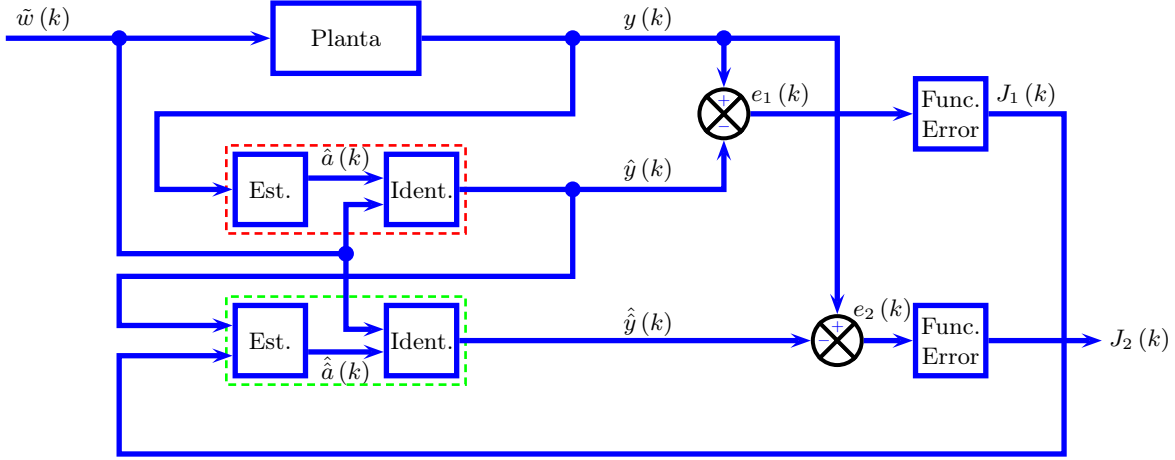 w̃ (k)
Planta
y (k)
+
−
e₁ (k)
Func.
Error
J₁ (k)
Est.
â (k)
Ident.
ŷ (k)
Est.
â̂ (k)
Ident.
ŷ̂ (k)
+
−
e₂ (k)
Func.
Error
J₂ (k)